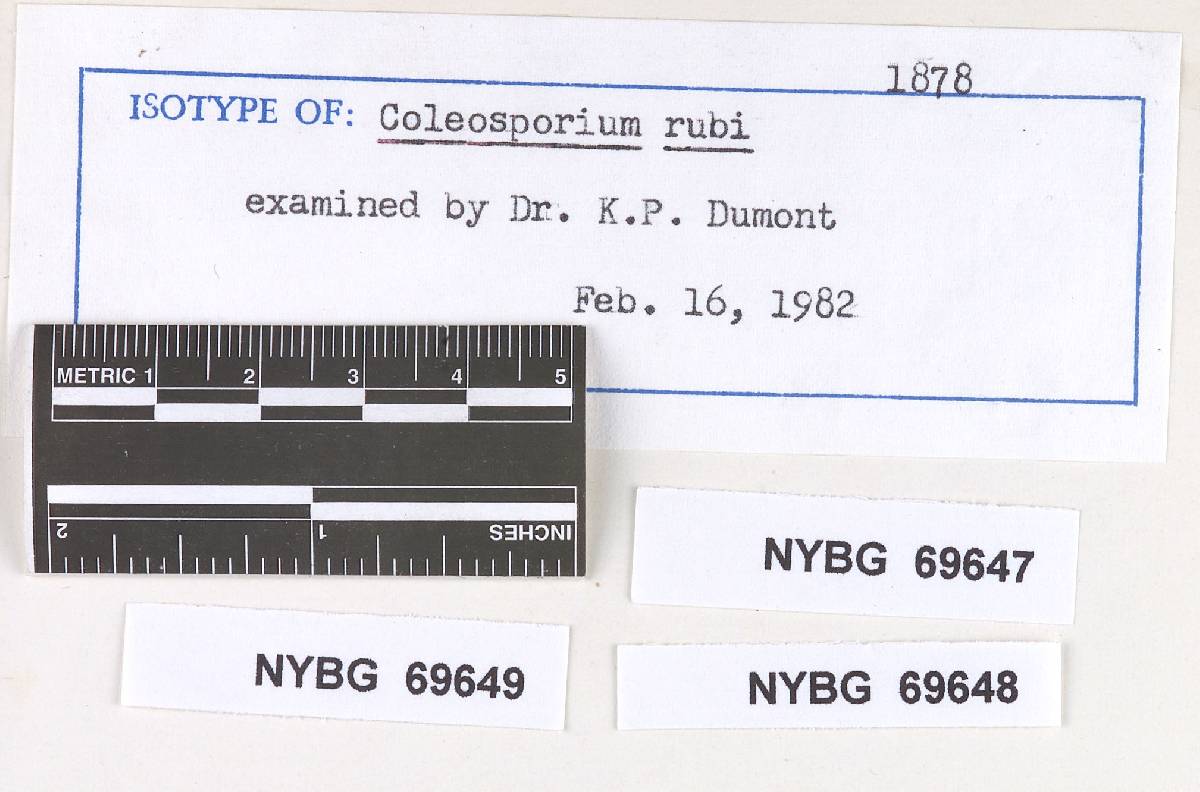 1878
ISOTYPE OF: Coleosporium rubi
examined by Dr. K.P. Dumont
Feb. 16, 1982
METRIC 1 2 3 4 5
2 1 INCHES
NYBG 69647
NYBG 69649
NYBG 69648